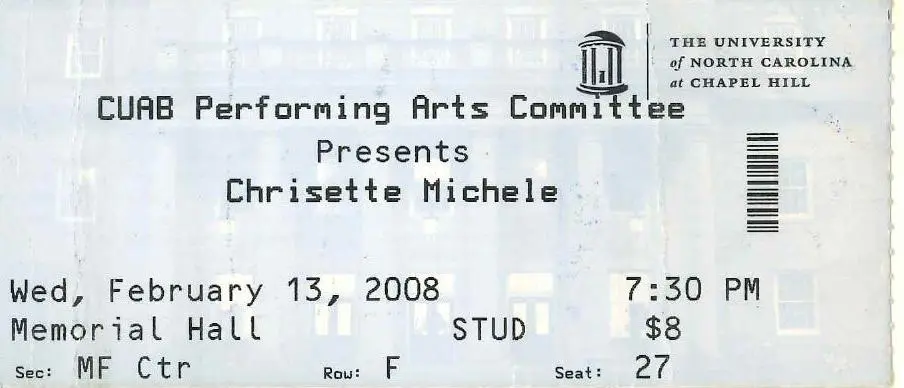 THE UNIVERSITY
of NORTH CAROLINA
at CHAPEL HILL
CUAB Performing Arts Committee
Presents
Chrisette Michele
Wed, February 13, 2008 7:30 PM
Memorial Hall STUD $8
Sec: MF Ctr Row: F Seat: 27